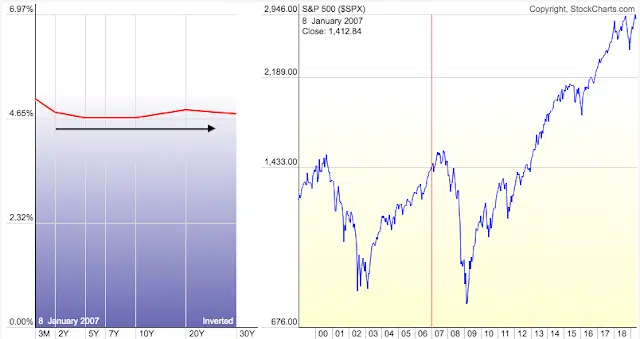 6.97%
4.65%
2.32%
0.00%
8 January 2007
Inverted
3M 2Y 5Y 7Y 10Y 20Y 30Y
S&P 500 ($SPX)
Copyright, StockCharts.com
8 January 2007
Close: 1,412.84
2,946.00
2,189.00
1,433.00
676.00
00 01 02 03 04 05 06 07 08 09 10 11 12 13 14 15 16 17 18